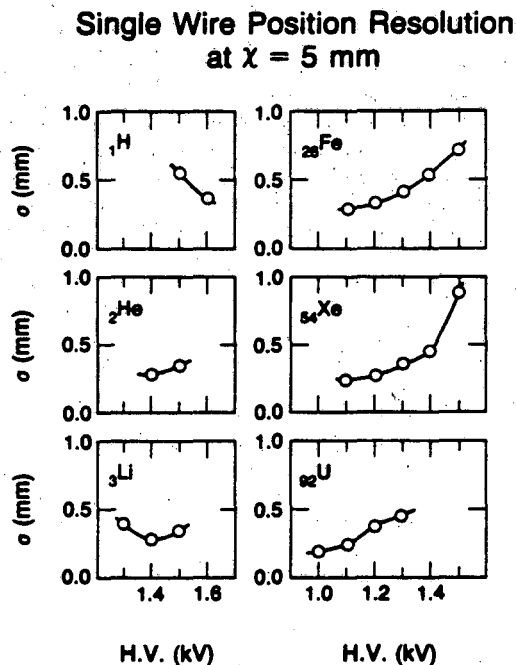 Single Wire Position Resolution
at χ = 5 mm
1.0
0.5
0.0
σ (mm)
₁H
1.0
0.5
0.0
₂₆Fe
1.0
0.5
0.0
σ (mm)
₂He
1.0
0.5
0.0
₅₄Xe
1.0
0.5
0.0
σ (mm)
₃Li
1.0
0.5
0.0
₉₂U
1.4 1.6
1.0 1.2 1.4
H.V. (kV) H.V. (kV)